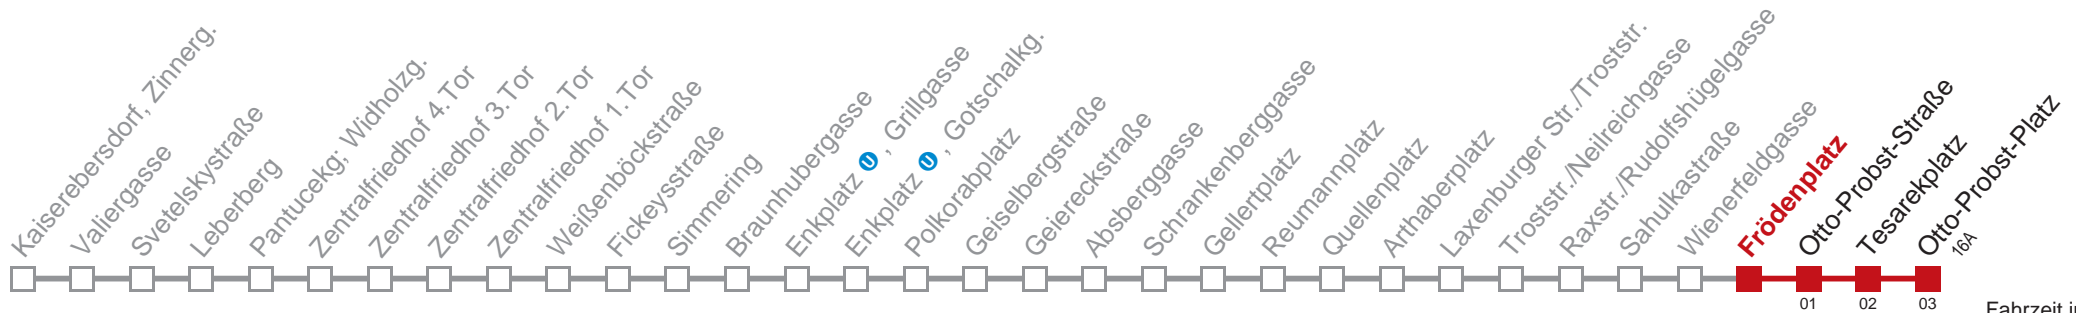 Kaiserebersdorf, Zinnerg.
Valiergasse
Svetelskystraße
Leberberg
Pantucekg; Widholzg.
Zentralfriedhof 4.Tor
Zentralfriedhof 3.Tor
Zentralfriedhof 2.Tor
Zentralfriedhof 1.Tor
Weißenböckstraße
Fickeysstraße
Simmering
Braunhubergasse
Enkplatz U , Grillgasse
Enkplatz U , Gotschalkg.
Polkorabplatz
Geiselbergstraße
Geiereckstraße
Absberggasse
Schrankenberggasse
Gellertplatz
Reumannplatz
Quellenplatz
Arthaberplatz
Laxenburger Str./Troststr.
Troststr./Neilreichgasse
Raxstr./Rudolfshügelgasse
Sahulkastraße
Wienerfeldgasse
Frödenplatz
Otto-Probst-Straße
Tesarekplatz
Otto-Probst-Platz
16A
01 02 03
Fahrzeit i